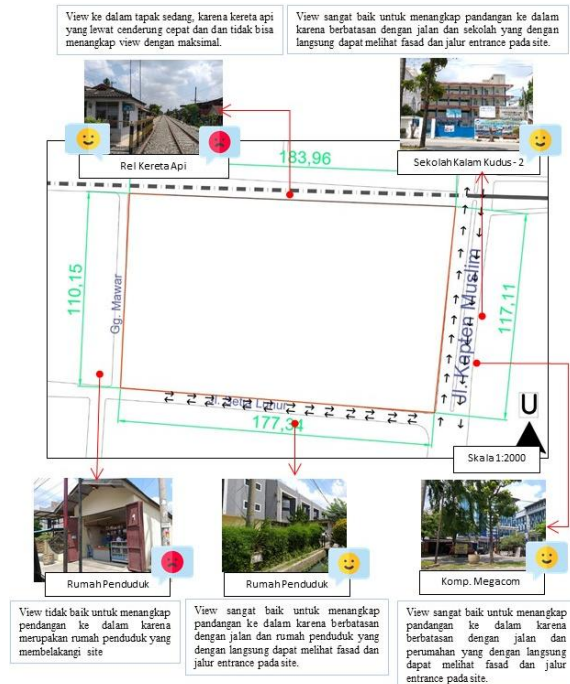 View ke dalam tapak sedang, karena kereta api
yang lewat cenderung cepat dan dan tidak bisa
menangkap view dengan maksimal.
View sangat baik untuk menangkap pandangan ke dalam
karena berbatasan dengan jalan dan sekolah yang dengan
langsung dapat melihat fasad dan jalur entrance pada site.
Rel Kereta Api
Sekolah Kalam Kudus - 2
183,96
110,15
Gg. Mawar
Jl.Kapten Muslim
117,11
177,34
U
Skala 1:2000
Rumah Penduduk
Rumah Penduduk
Komp. Megacom
View tidak baik untuk menangkap
pendangan ke dalam karena
merupakan rumah penduduk yang
membelakangi site
View sangat baik untuk menangkap
pandangan ke dalam karena berbatasan
dengan jalan dan rumah penduduk yang
dengan langsung dapat melihat fasad dan
jalur entrance pada site.
View sangat baik untuk menangkap
pandangan ke dalam karena
berbatasan dengan jalan dan
perumahan yang dengan langsung
dapat melihat fasad dan jalur
entrance pada site.